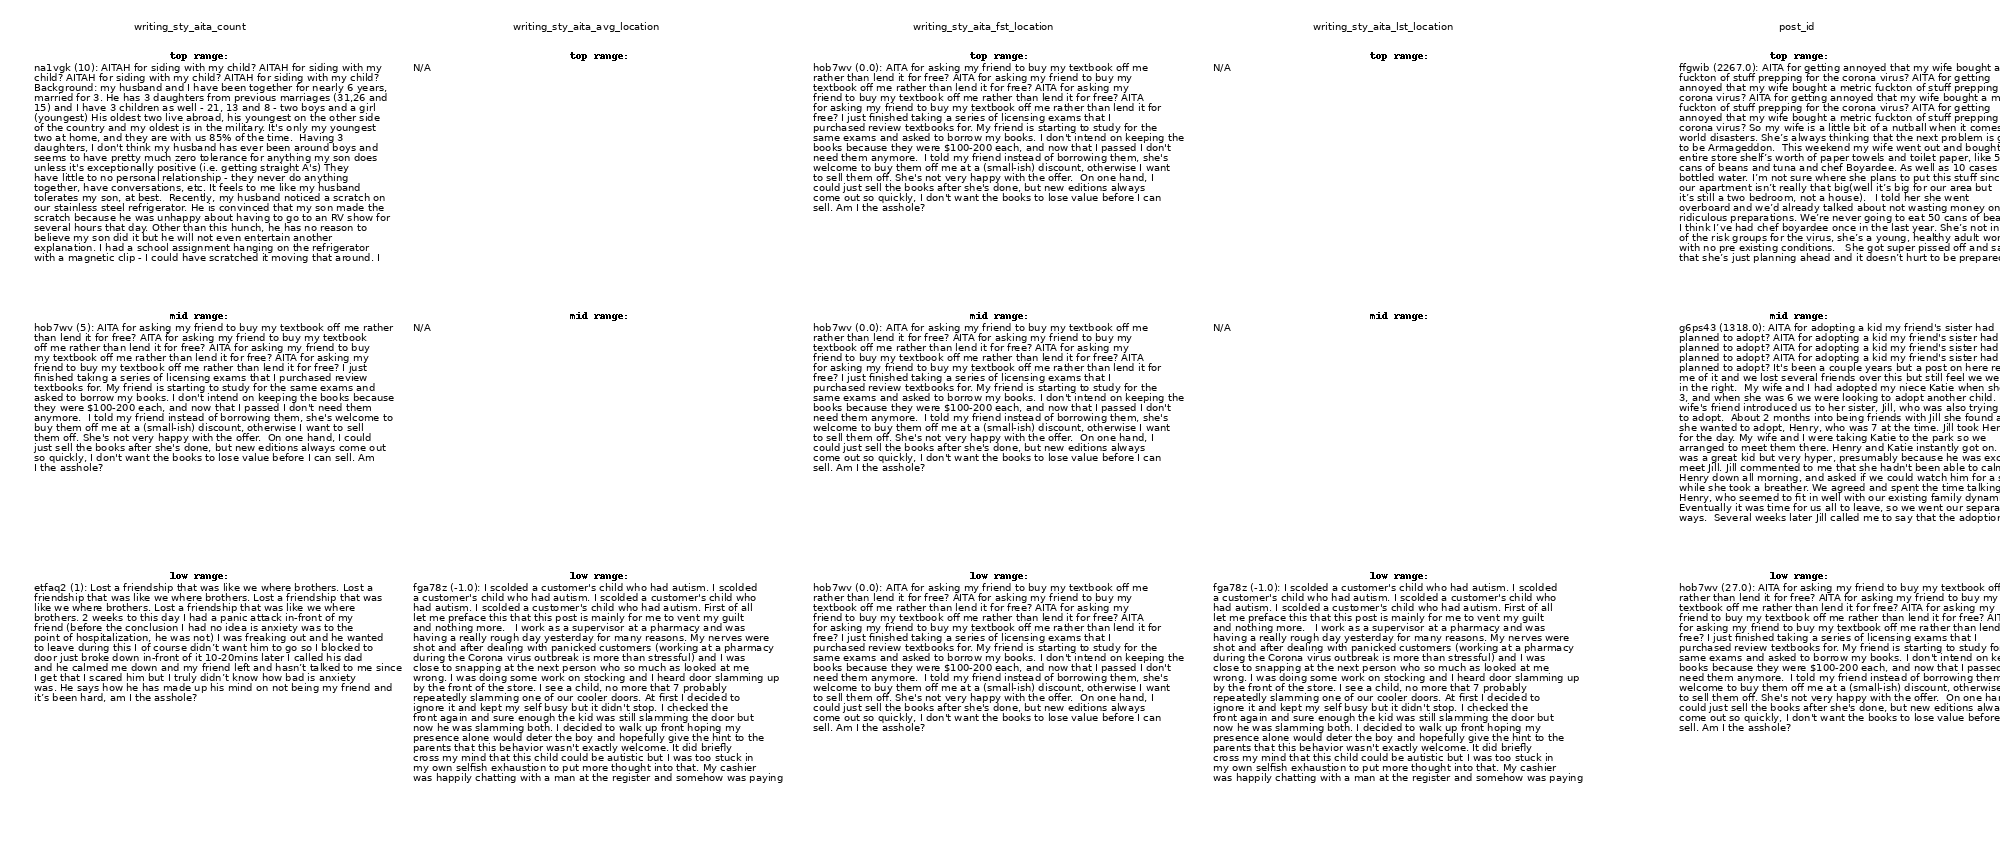 writing_sty_aita_count
writing_sty_aita_avg_location
writing_sty_aita_fst_location
writing_sty_aita_lst_location
post_id
top range:
na1vgk (10): AITAH for siding with my child? AITAH for siding with my
child? AITAH for siding with my child? AITAH for siding with my child?
Background: my husband and I have been together for nearly 6 years,
married for 3. He has 3 daughters from previous marriages (31,26 and
15) and I have 3 children as well - 21, 13 and 8 - two boys and a girl
(youngest) His oldest two live abroad, his youngest on the other side
of the country and my oldest is in the military. It's only my youngest
two at home, and they are with us 85% of the time.  Having 3
daughters, I don't think my husband has ever been around boys and
seems to have pretty much zero tolerance for anything my son does
unless it's exceptionally positive (i.e. getting straight A's) They
have little to no personal relationship - they never do anything
together, have conversations, etc. It feels to me like my husband
tolerates my son, at best.  Recently, my husband noticed a scratch on
our stainless steel refrigerator. He is convinced that my son made the
scratch because he was unhappy about having to go to an RV show for
several hours that day. Other than this hunch, he has no reason to
believe my son did it but he will not even entertain another
explanation. I had a school assignment hanging on the refrigerator
with a magnetic clip - I could have scratched it moving that around. I
top range:
N/A
top range:
hob7wv (0.0): AITA for asking my friend to buy my textbook off me
rather than lend it for free? AITA for asking my friend to buy my
textbook off me rather than lend it for free? AITA for asking my
friend to buy my textbook off me rather than lend it for free? AITA
for asking my friend to buy my textbook off me rather than lend it for
free? I just finished taking a series of licensing exams that I
purchased review textbooks for. My friend is starting to study for the
same exams and asked to borrow my books. I don't intend on keeping the
books because they were $100-200 each, and now that I passed I don't
need them anymore.  I told my friend instead of borrowing them, she's
welcome to buy them off me at a (small-ish) discount, otherwise I want
to sell them off. She's not very happy with the offer.  On one hand, I
could just sell the books after she's done, but new editions always
come out so quickly, I don't want the books to lose value before I can
sell. Am I the asshole?
top range:
N/A
top range:
ffgwib (2267.0): AITA for getting annoyed that my wife bought a
fuckton of stuff prepping for the corona virus? AITA for getting
annoyed that my wife bought a metric fuckton of stuff prepping
corona virus? AITA for getting annoyed that my wife bought a m
fuckton of stuff prepping for the corona virus? AITA for getting
annoyed that my wife bought a metric fuckton of stuff prepping
corona virus? So my wife is a little bit of a nutball when it comes
world disasters. She's always thinking that the next problem is g
to be Armageddon.  This weekend my wife went out and bought
entire store shelf's worth of paper towels and toilet paper, like 5
cans of beans and tuna and chef Boyardee. As well as 10 cases
bottled water. I'm not sure where she plans to put this stuff sinc
our apartment isn't really that big(well it's big for our area but
it's still a two bedroom, not a house).   I told her she went
overboard and we'd already talked about not wasting money on
ridiculous preparations. We're never going to eat 50 cans of bea
I think I've had chef boyardee once in the last year. She's not in
of the risk groups for the virus, she's a young, healthy adult wor
with no pre existing conditions.   She got super pissed off and sa
that she's just planning ahead and it doesn't hurt to be prepared
mid range:
hob7wv (5): AITA for asking my friend to buy my textbook off me rather
than lend it for free? AITA for asking my friend to buy my textbook
off me rather than lend it for free? AITA for asking my friend to buy
my textbook off me rather than lend it for free? AITA for asking my
friend to buy my textbook off me rather than lend it for free? I just
finished taking a series of licensing exams that I purchased review
textbooks for. My friend is starting to study for the same exams and
asked to borrow my books. I don't intend on keeping the books because
they were $100-200 each, and now that I passed I don't need them
anymore.  I told my friend instead of borrowing them, she's welcome to
buy them off me at a (small-ish) discount, otherwise I want to sell
them off. She's not very happy with the offer.  On one hand, I could
just sell the books after she's done, but new editions always come out
so quickly, I don't want the books to lose value before I can sell. Am
I the asshole?
mid range:
N/A
mid range:
hob7wv (0.0): AITA for asking my friend to buy my textbook off me
rather than lend it for free? AITA for asking my friend to buy my
textbook off me rather than lend it for free? AITA for asking my
friend to buy my textbook off me rather than lend it for free? AITA
for asking my friend to buy my textbook off me rather than lend it for
free? I just finished taking a series of licensing exams that I
purchased review textbooks for. My friend is starting to study for the
same exams and asked to borrow my books. I don't intend on keeping the
books because they were $100-200 each, and now that I passed I don't
need them anymore.  I told my friend instead of borrowing them, she's
welcome to buy them off me at a (small-ish) discount, otherwise I want
to sell them off. She's not very happy with the offer.  On one hand, I
could just sell the books after she's done, but new editions always
come out so quickly, I don't want the books to lose value before I can
sell. Am I the asshole?
mid range:
N/A
mid range:
g6ps43 (1318.0): AITA for adopting a kid my friend's sister had
planned to adopt? AITA for adopting a kid my friend's sister had
planned to adopt? AITA for adopting a kid my friend's sister had
planned to adopt? AITA for adopting a kid my friend's sister had
planned to adopt? It's been a couple years but a post on here re
me of it and we lost several friends over this but still feel we we
in the right.  My wife and I had adopted my niece Katie when sh
3, and when she was 6 we were looking to adopt another child.
wife's friend introduced us to her sister, Jill, who was also trying
to adopt.  About 2 months into being friends with Jill she found a
she wanted to adopt, Henry, who was 7 at the time. Jill took Her
for the day. My wife and I were taking Katie to the park so we
arranged to meet them there. Henry and Katie instantly got on.
was a great kid but very hyper, presumably because he was exc
meet Jill. Jill commented to me that she hadn't been able to calm
Henry down all morning, and asked if we could watch him for a s
while she took a breather. We agreed and spent the time talking
Henry, who seemed to fit in well with our existing family dynam
Eventually it was time for us all to leave, so we went our separa
ways.  Several weeks later Jill called me to say that the adoption
low range:
etfaq2 (1): Lost a friendship that was like we where brothers. Lost a
friendship that was like we where brothers. Lost a friendship that was
like we where brothers. Lost a friendship that was like we where
brothers. 2 weeks to this day I had a panic attack in-front of my
friend (before the conclusion I had no idea is anxiety was to the
point of hospitalization, he was not) I was freaking out and he wanted
to leave during this I of course didn't want him to go so I blocked to
door just broke down in-front of it 10-20mins later I called his dad
and he calmed me down and my friend left and hasn't talked to me since
I get that I scared him but I truly didn't know how bad is anxiety
was. He says how he has made up his mind on not being my friend and
it's been hard, am I the asshole?
low range:
fga78z (-1.0): I scolded a customer's child who had autism. I scolded
a customer's child who had autism. I scolded a customer's child who
had autism. I scolded a customer's child who had autism. First of all
let me preface this that this post is mainly for me to vent my guilt
and nothing more.   I work as a supervisor at a pharmacy and was
having a really rough day yesterday for many reasons. My nerves were
shot and after dealing with panicked customers (working at a pharmacy
during the Corona virus outbreak is more than stressful) and I was
close to snapping at the next person who so much as looked at me
wrong. I was doing some work on stocking and I heard door slamming up
by the front of the store. I see a child, no more that 7 probably
repeatedly slamming one of our cooler doors. At first I decided to
ignore it and kept my self busy but it didn't stop. I checked the
front again and sure enough the kid was still slamming the door but
now he was slamming both. I decided to walk up front hoping my
presence alone would deter the boy and hopefully give the hint to the
parents that this behavior wasn't exactly welcome. It did briefly
cross my mind that this child could be autistic but I was too stuck in
my own selfish exhaustion to put more thought into that. My cashier
was happily chatting with a man at the register and somehow was paying
low range:
hob7wv (0.0): AITA for asking my friend to buy my textbook off me
rather than lend it for free? AITA for asking my friend to buy my
textbook off me rather than lend it for free? AITA for asking my
friend to buy my textbook off me rather than lend it for free? AITA
for asking my friend to buy my textbook off me rather than lend it for
free? I just finished taking a series of licensing exams that I
purchased review textbooks for. My friend is starting to study for the
same exams and asked to borrow my books. I don't intend on keeping the
books because they were $100-200 each, and now that I passed I don't
need them anymore.  I told my friend instead of borrowing them, she's
welcome to buy them off me at a (small-ish) discount, otherwise I want
to sell them off. She's not very happy with the offer.  On one hand, I
could just sell the books after she's done, but new editions always
come out so quickly, I don't want the books to lose value before I can
sell. Am I the asshole?
low range:
fga78z (-1.0): I scolded a customer's child who had autism. I scolded
a customer's child who had autism. I scolded a customer's child who
had autism. I scolded a customer's child who had autism. First of all
let me preface this that this post is mainly for me to vent my guilt
and nothing more.   I work as a supervisor at a pharmacy and was
having a really rough day yesterday for many reasons. My nerves were
shot and after dealing with panicked customers (working at a pharmacy
during the Corona virus outbreak is more than stressful) and I was
close to snapping at the next person who so much as looked at me
wrong. I was doing some work on stocking and I heard door slamming up
by the front of the store. I see a child, no more that 7 probably
repeatedly slamming one of our cooler doors. At first I decided to
ignore it and kept my self busy but it didn't stop. I checked the
front again and sure enough the kid was still slamming the door but
now he was slamming both. I decided to walk up front hoping my
presence alone would deter the boy and hopefully give the hint to the
parents that this behavior wasn't exactly welcome. It did briefly
cross my mind that this child could be autistic but I was too stuck in
my own selfish exhaustion to put more thought into that. My cashier
was happily chatting with a man at the register and somehow was paying
low range:
hob7wv (27.0): AITA for asking my friend to buy my textbook off
rather than lend it for free? AITA for asking my friend to buy my
textbook off me rather than lend it for free? AITA for asking my
friend to buy my textbook off me rather than lend it for free? AIT
for asking my friend to buy my textbook off me rather than lend
free? I just finished taking a series of licensing exams that I
purchased review textbooks for. My friend is starting to study fo
same exams and asked to borrow my books. I don't intend on ke
books because they were $100-200 each, and now that I passed
need them anymore.  I told my friend instead of borrowing them
welcome to buy them off me at a (small-ish) discount, otherwise
to sell them off. She's not very happy with the offer.  On one han
could just sell the books after she's done, but new editions alwa
come out so quickly, I don't want the books to lose value before
sell. Am I the asshole?